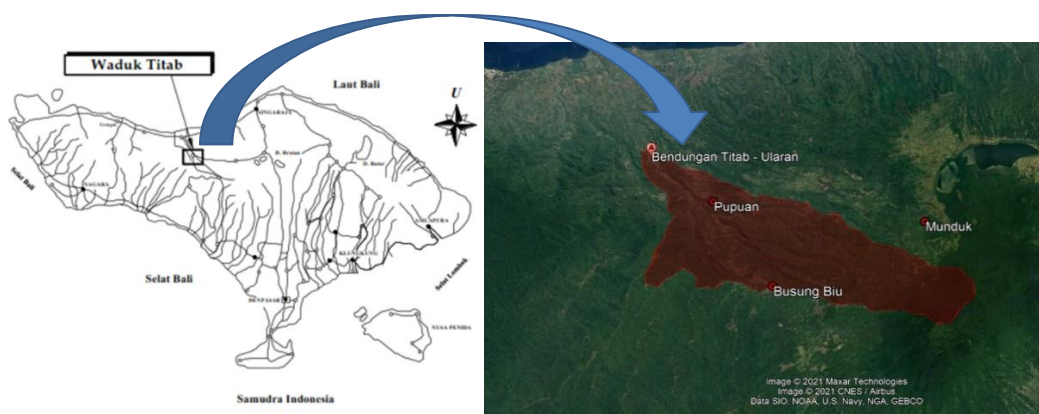 Waduk Titab
Laut Bali
U
SINGARAJA
D. Bratan
D. Batur
Selat Bali
NAGARA
AMLAPURA
KLUNGKUNG
Selat Bali
DENPASAR
Selat Lombok
NUSA PENIDA
Samudra Indonesia
A
Bendungan Titab - Ularan
Pupuan
Munduk
Busung Biu
Image © 2021 Maxar Technologies
Image © 2021 CNES / Airbus
Data SIO, NOAA, U.S. Navy, NGA, GEBCO